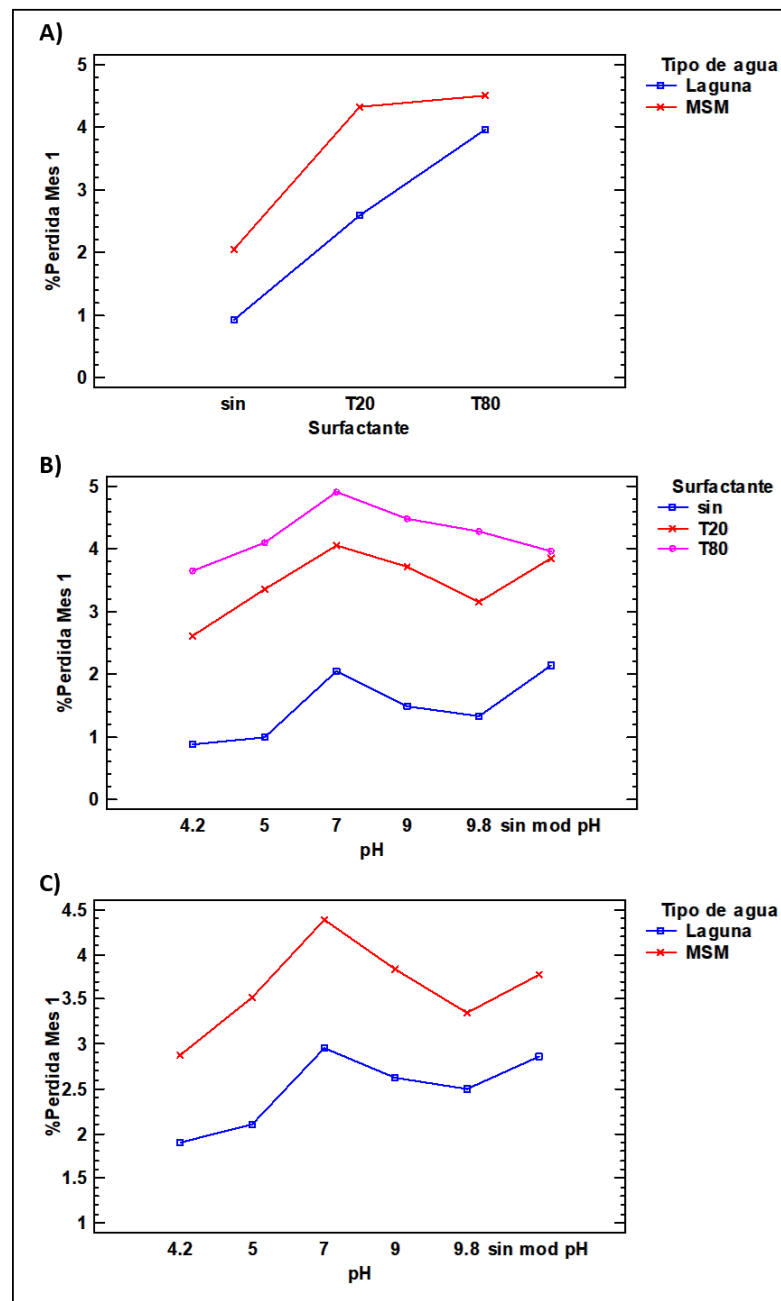 A)
Tipo de agua
Laguna
MSM
%Perdida Mes 1
5
4
3
2
1
0
sin T20 T80
Surfactante
B)
Surfactante
sin
T20
T80
%Perdida Mes 1
5
4
3
2
1
0
4.2 5 7 9 9.8 sin mod pH
pH
C)
Tipo de agua
Laguna
MSM
%Perdida Mes 1
4.5
4
3.5
3
2.5
2
1.5
1
4.2 5 7 9 9.8 sin mod pH
pH